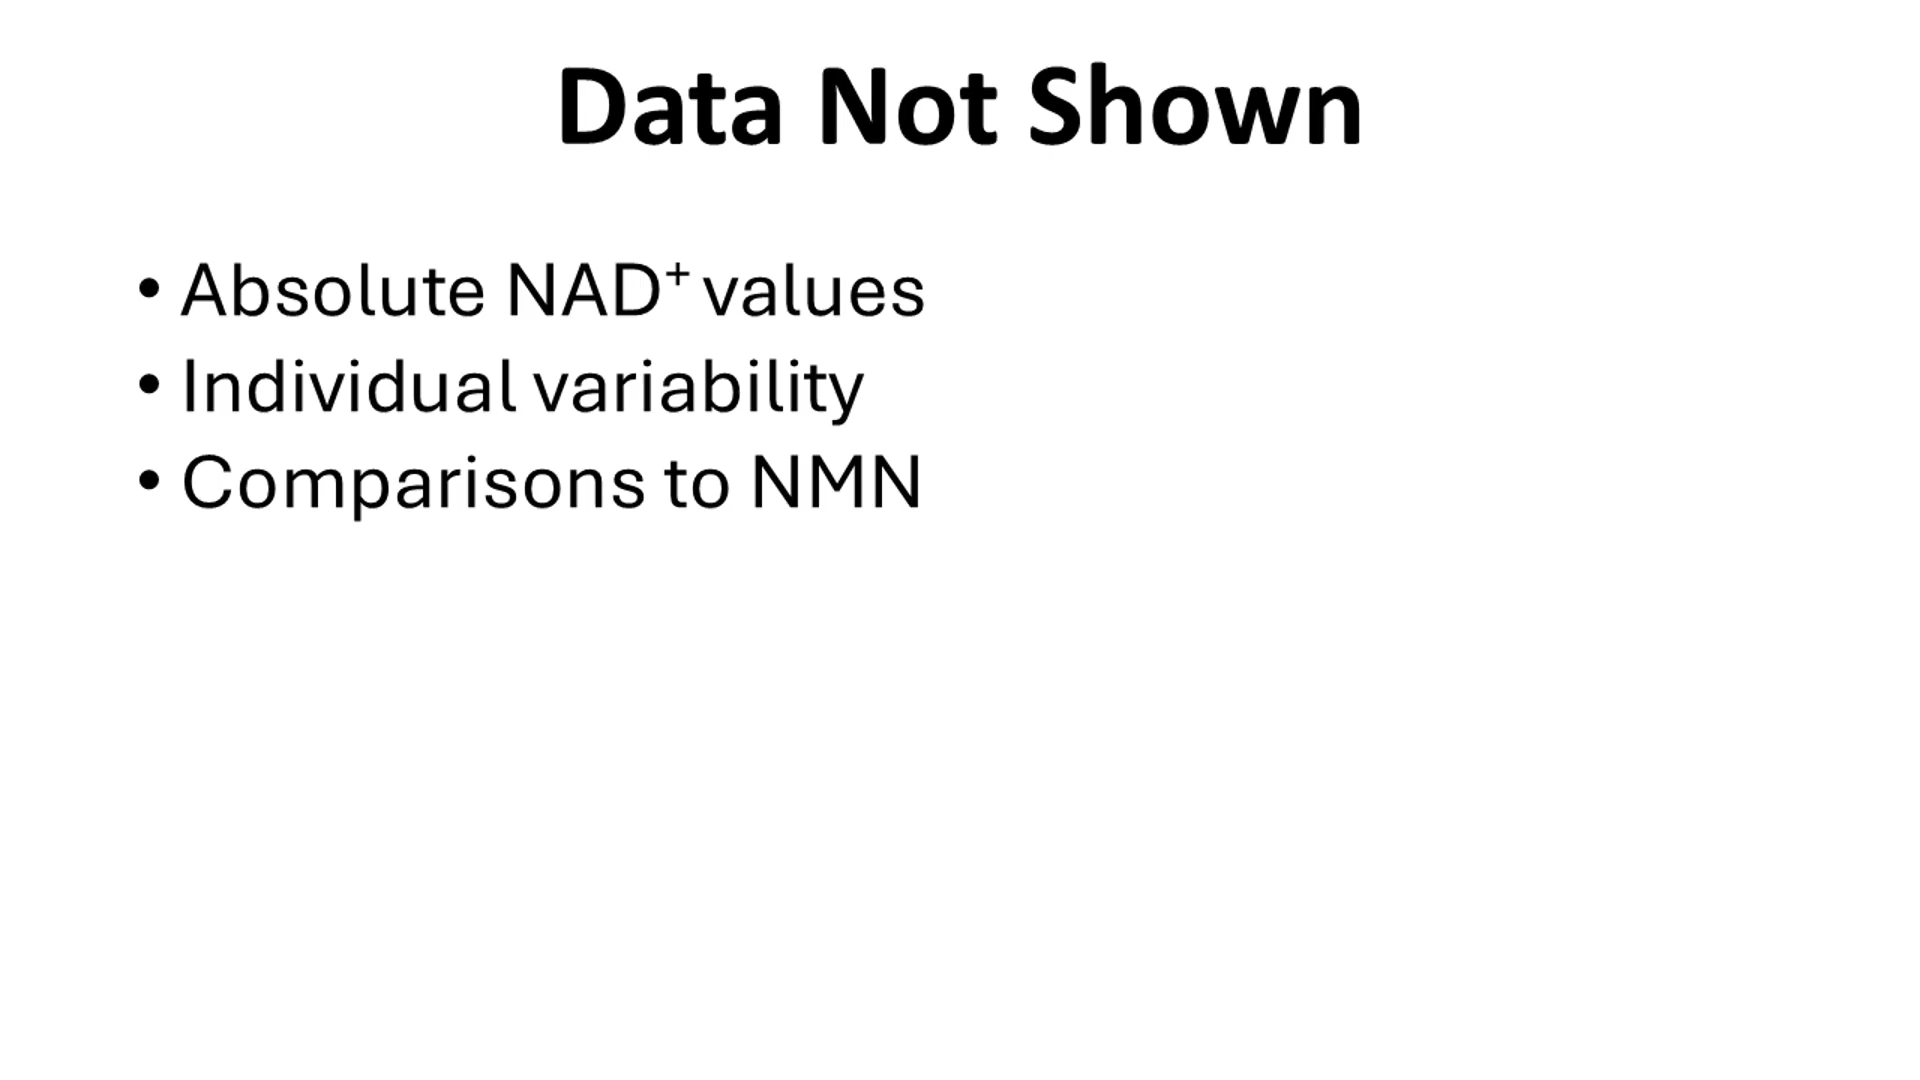 Data Not Shown
• Absolute NAD⁺ values
• Individual variability
• Comparisons to NMN